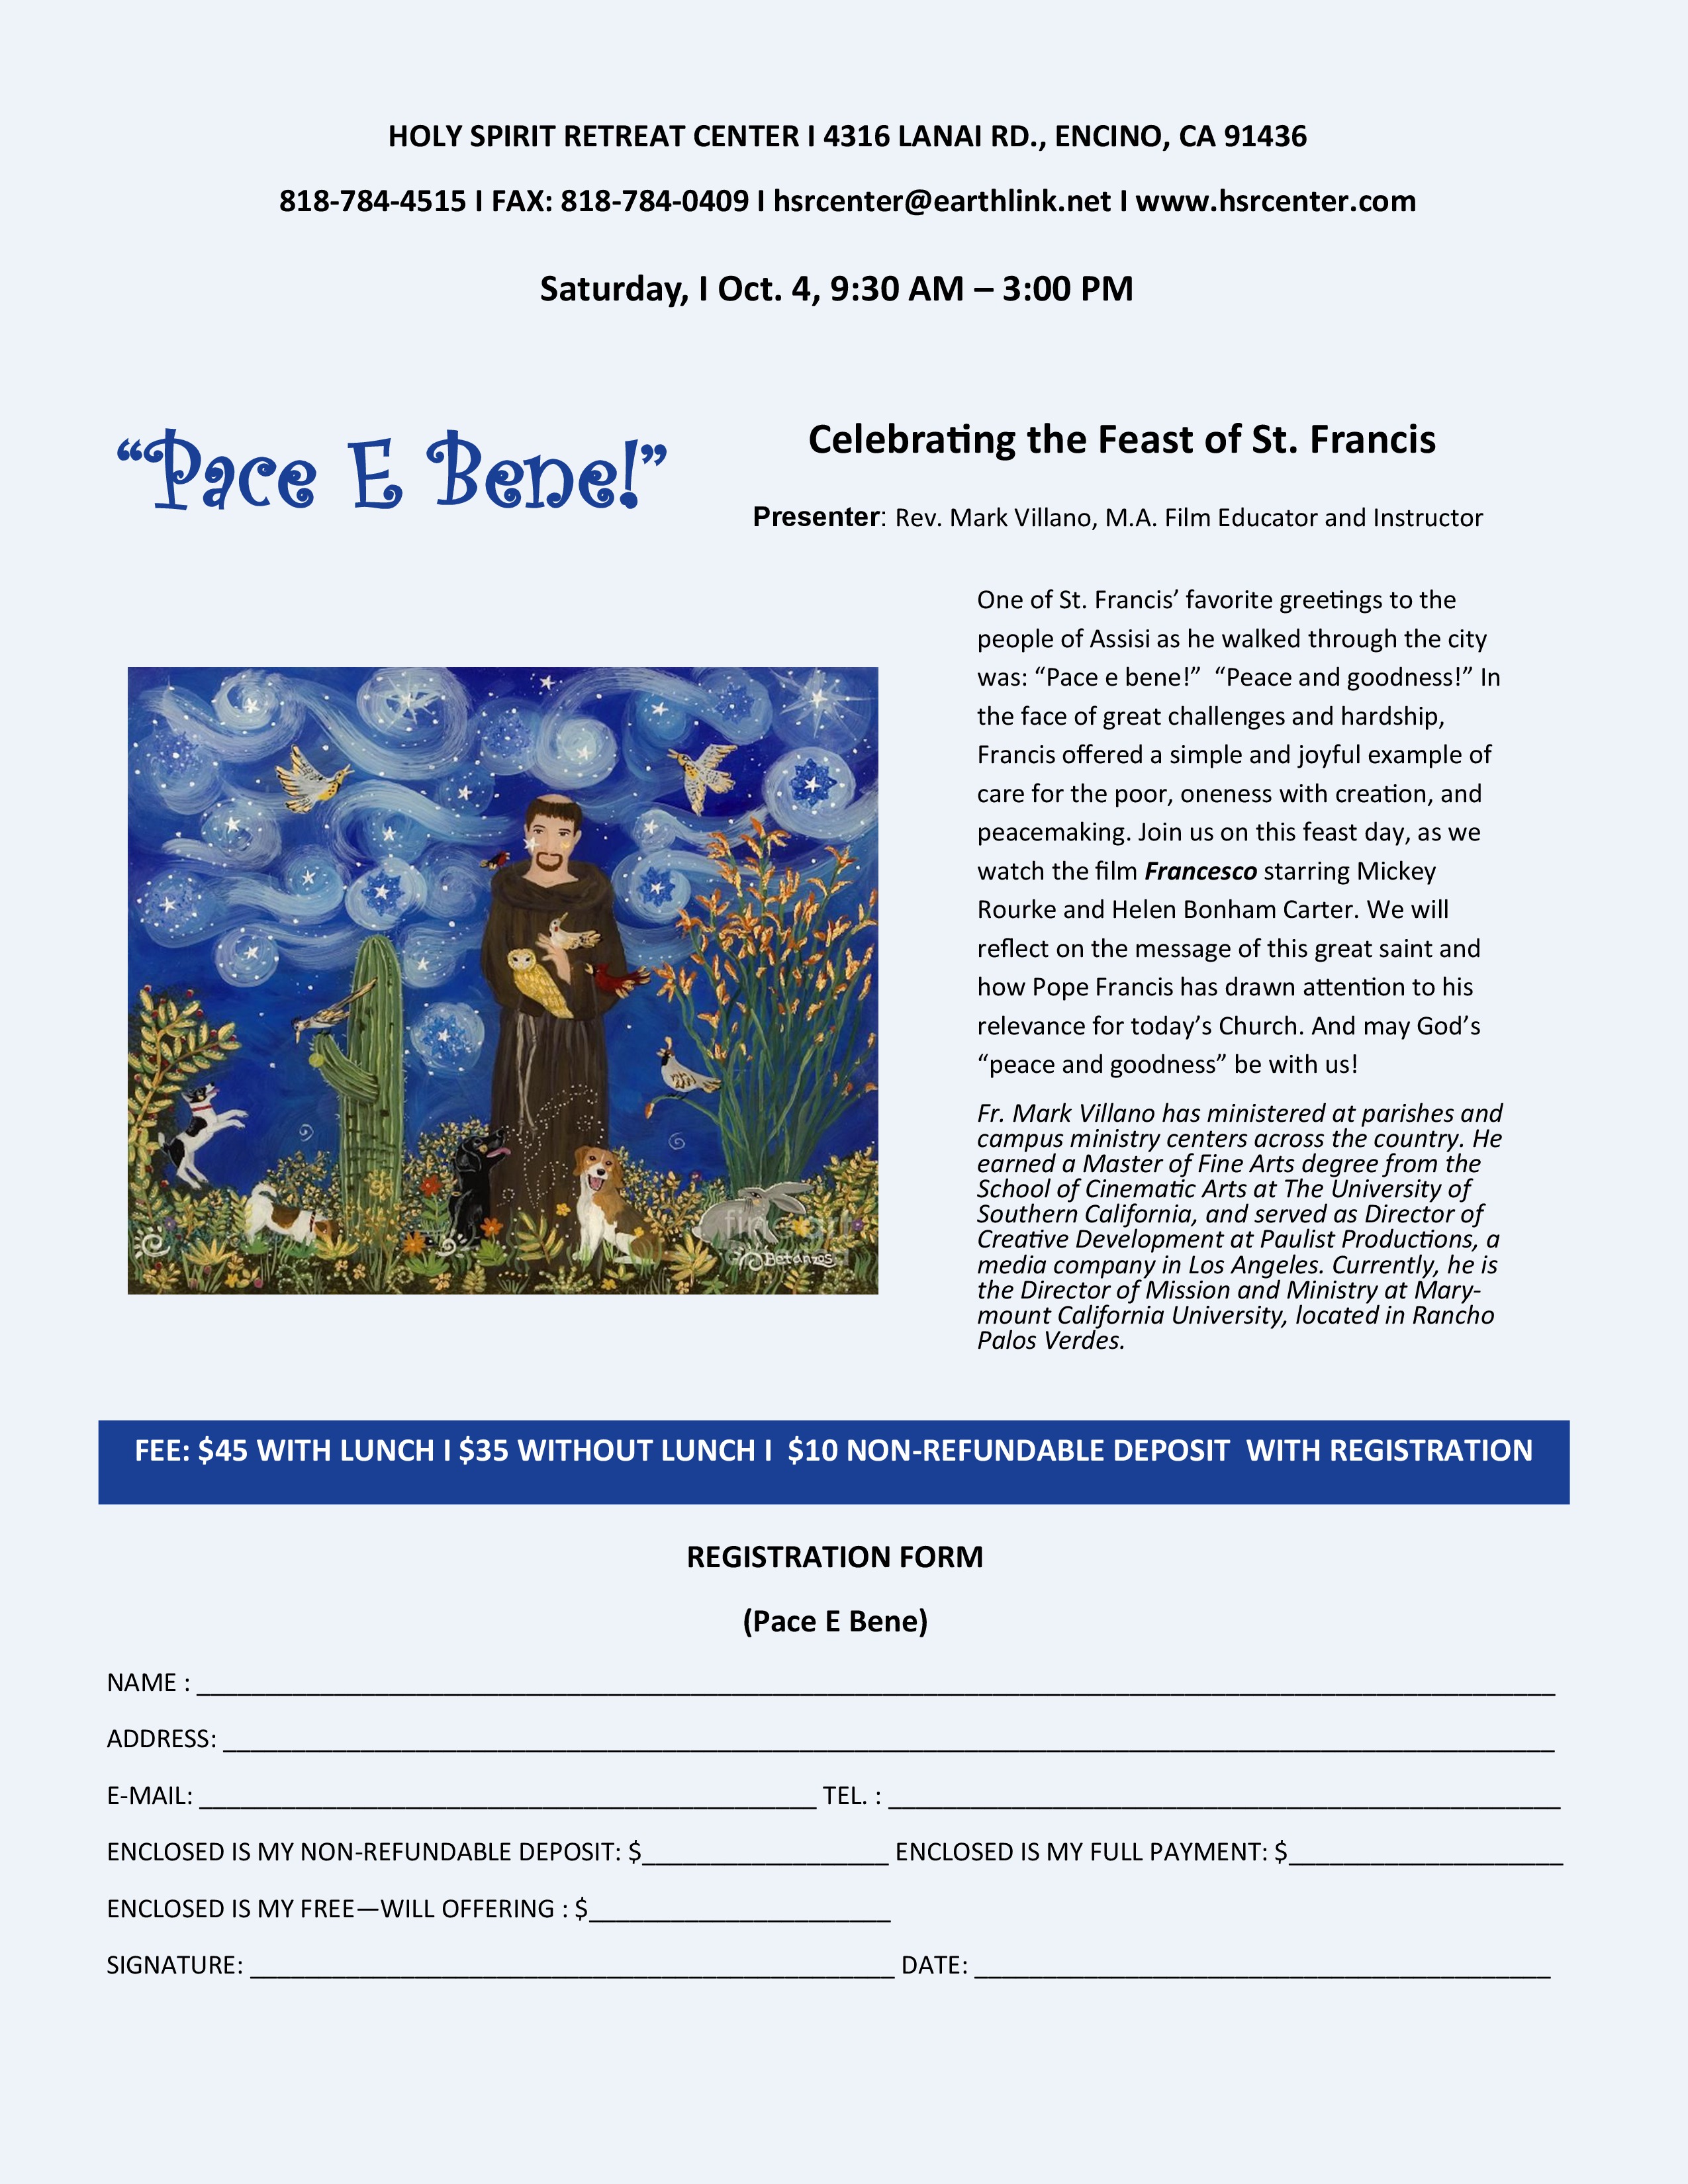 HOLY SPIRIT RETREAT CENTER I 4316 LANAI RD., ENCINO, CA 91436
818-784-4515 I FAX: 818-784-0409 I hsrcenter@earthlink.net I www.hsrcenter.com
Saturday, I Oct. 4, 9:30 AM – 3:00 PM
“Pace E Bene!”
Celebrating the Feast of St. Francis
Presenter: Rev. Mark Villano, M.A. Film Educator and Instructor
One of St. Francis’ favorite greetings to the
people of Assisi as he walked through the city
was: “Pace e bene!”  “Peace and goodness!” In
the face of great challenges and hardship,
Francis offered a simple and joyful example of
care for the poor, oneness with creation, and
peacemaking. Join us on this feast day, as we
watch the film Francesco starring Mickey
Rourke and Helen Bonham Carter. We will
reflect on the message of this great saint and
how Pope Francis has drawn attention to his
relevance for today’s Church. And may God’s
“peace and goodness” be with us!
Fr. Mark Villano has ministered at parishes and
campus ministry centers across the country. He
earned a Master of Fine Arts degree from the
School of Cinematic Arts at The University of
Southern California, and served as Director of
Creative Development at Paulist Productions, a
media company in Los Angeles. Currently, he is
the Director of Mission and Ministry at Mary-
mount California University, located in Rancho
Palos Verdes.
fine art
Betanzos
FEE: $45 WITH LUNCH I $35 WITHOUT LUNCH I  $10 NON-REFUNDABLE DEPOSIT  WITH REGISTRATION
REGISTRATION FORM
(Pace E Bene)
NAME : ____________________
ADDRESS: ____________________
E-MAIL: ____________________ TEL. : ____________________
ENCLOSED IS MY NON-REFUNDABLE DEPOSIT: $____________________ ENCLOSED IS MY FULL PAYMENT: $____________________
ENCLOSED IS MY FREE—WILL OFFERING : $____________________
SIGNATURE: ____________________ DATE: ____________________